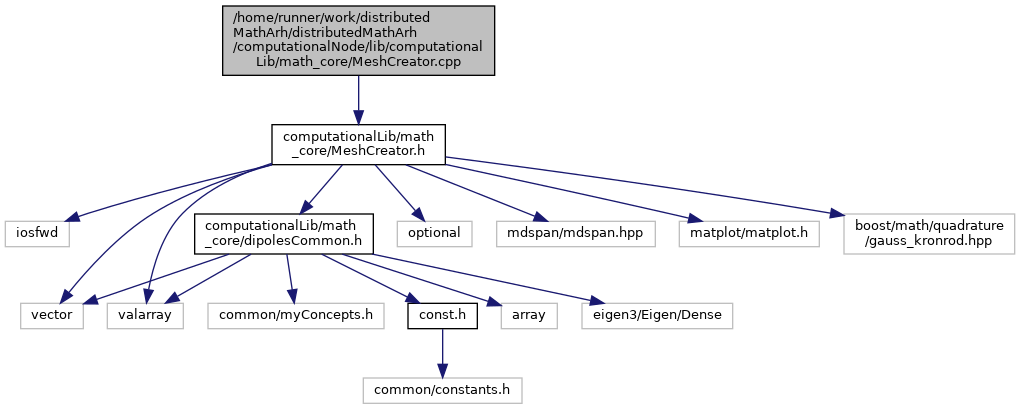 /home/runner/work/distributed
MathArh/distributedMathArh
/computationalNode/lib/computational
Lib/math_core/MeshCreator.cpp
computationalLib/math
_core/MeshCreator.h
iosfwd
computationalLib/math
_core/dipolesCommon.h
optional
mdspan/mdspan.hpp
matplot/matplot.h
boost/math/quadrature
/gauss_kronrod.hpp
vector
valarray
common/myConcepts.h
const.h
array
eigen3/Eigen/Dense
common/constants.h